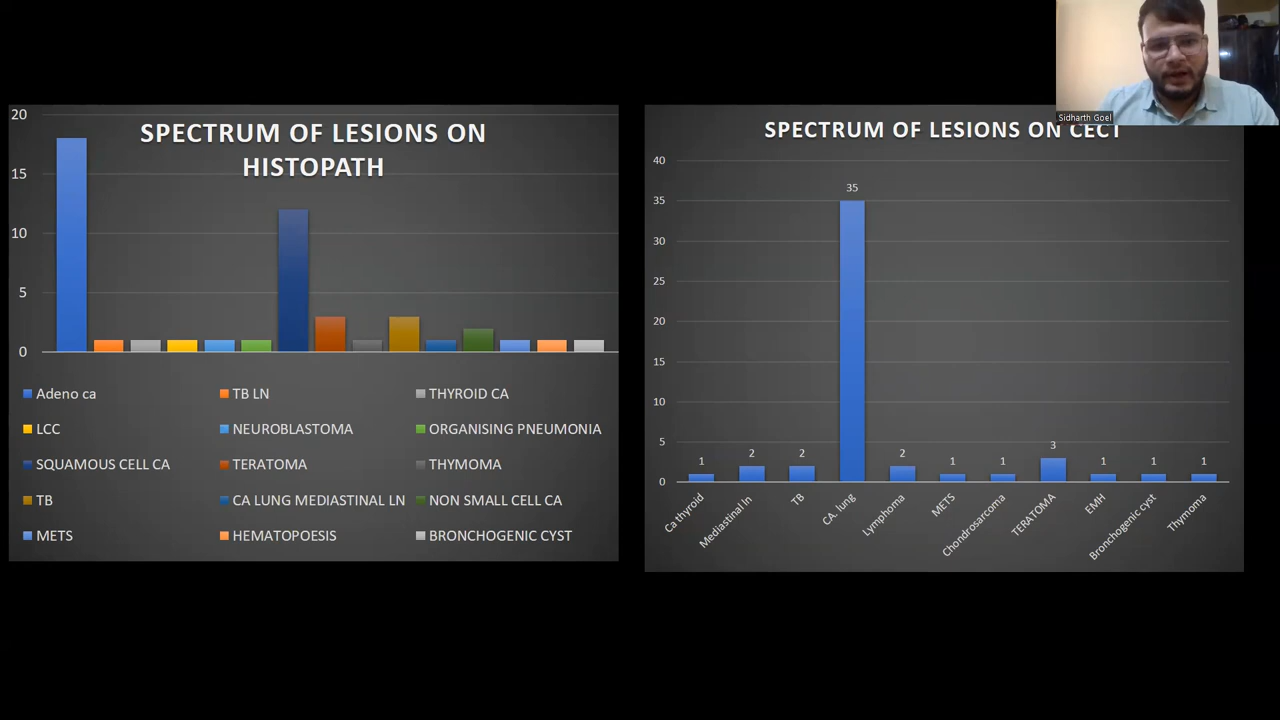 Sidharth Goel
SPECTRUM OF LESIONS ON
HISTOPATH
20
15
10
5
0
Adeno ca
TB LN
THYROID CA
LCC
NEUROBLASTOMA
ORGANISING PNEUMONIA
SQUAMOUS CELL CA
TERATOMA
THYMOMA
TB
CA LUNG MEDIASTINAL LN
NON SMALL CELL CA
METS
HEMATOPOESIS
BRONCHOGENIC CYST
SPECTRUM OF LESIONS ON CECT
40
35
30
25
20
15
10
5
0
1
2
2
35
2
1
1
3
1
1
1
Ca thyroid
Mediastinal ln
TB
CA. lung
Lymphoma
METS
Chondrosarcoma
TERATOMA
EMH
Bronchogenic cyst
Thymoma